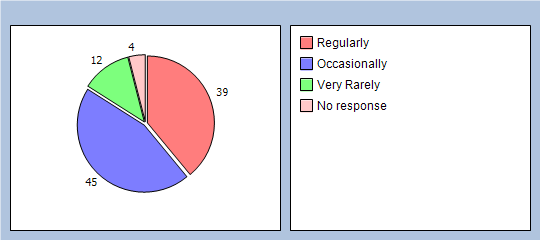 4
12
39
45
Regularly
Occasionally
Very Rarely
No response